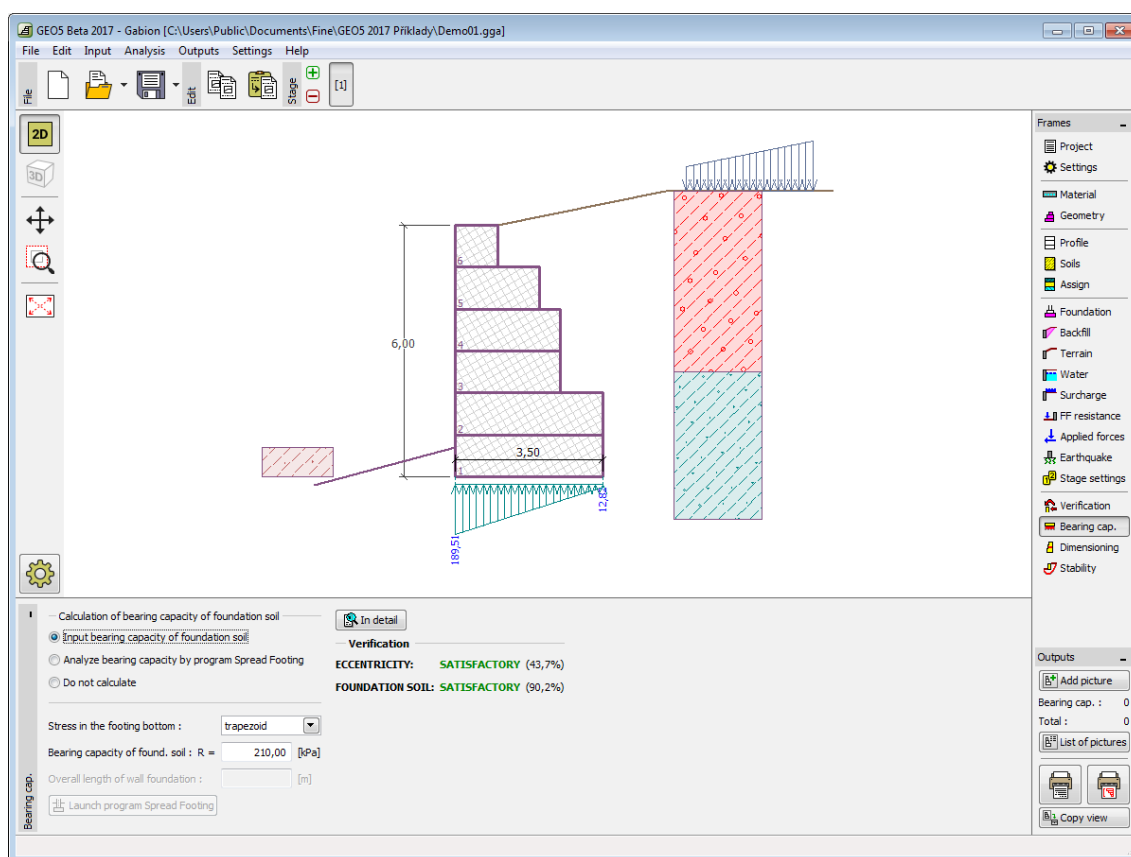 GEO5 Beta 2017 - Gabion [C:\Users\Public\Documents\Fine\GEO5 2017 Příklady\Demo01.gga]
File Edit Input Analysis Outputs Settings Help
File
Edit
Stage
[1]
2D
3D
6,00
6
5
4
3
2
1
3,50
189,51
12,82
Frames
Project
Settings
Material
Geometry
Profile
Soils
Assign
Foundation
Backfill
Terrain
Water
Surcharge
FF resistance
Applied forces
Earthquake
Stage settings
Verification
Bearing cap.
Dimensioning
Stability
Bearing cap.
Calculation of bearing capacity of foundation soil
Input bearing capacity of foundation soil
Analyze bearing capacity by program Spread Footing
Do not calculate
Stress in the footing bottom : trapezoid
Bearing capacity of found. soil : R = 210,00 [kPa]
Overall length of wall foundation : [m]
Launch program Spread Footing
In detail
Verification
ECCENTRICITY: SATISFACTORY (43,7%)
FOUNDATION SOIL: SATISFACTORY (90,2%)
Outputs
Add picture
Bearing cap. : 0
Total : 0
List of pictures
Copy view